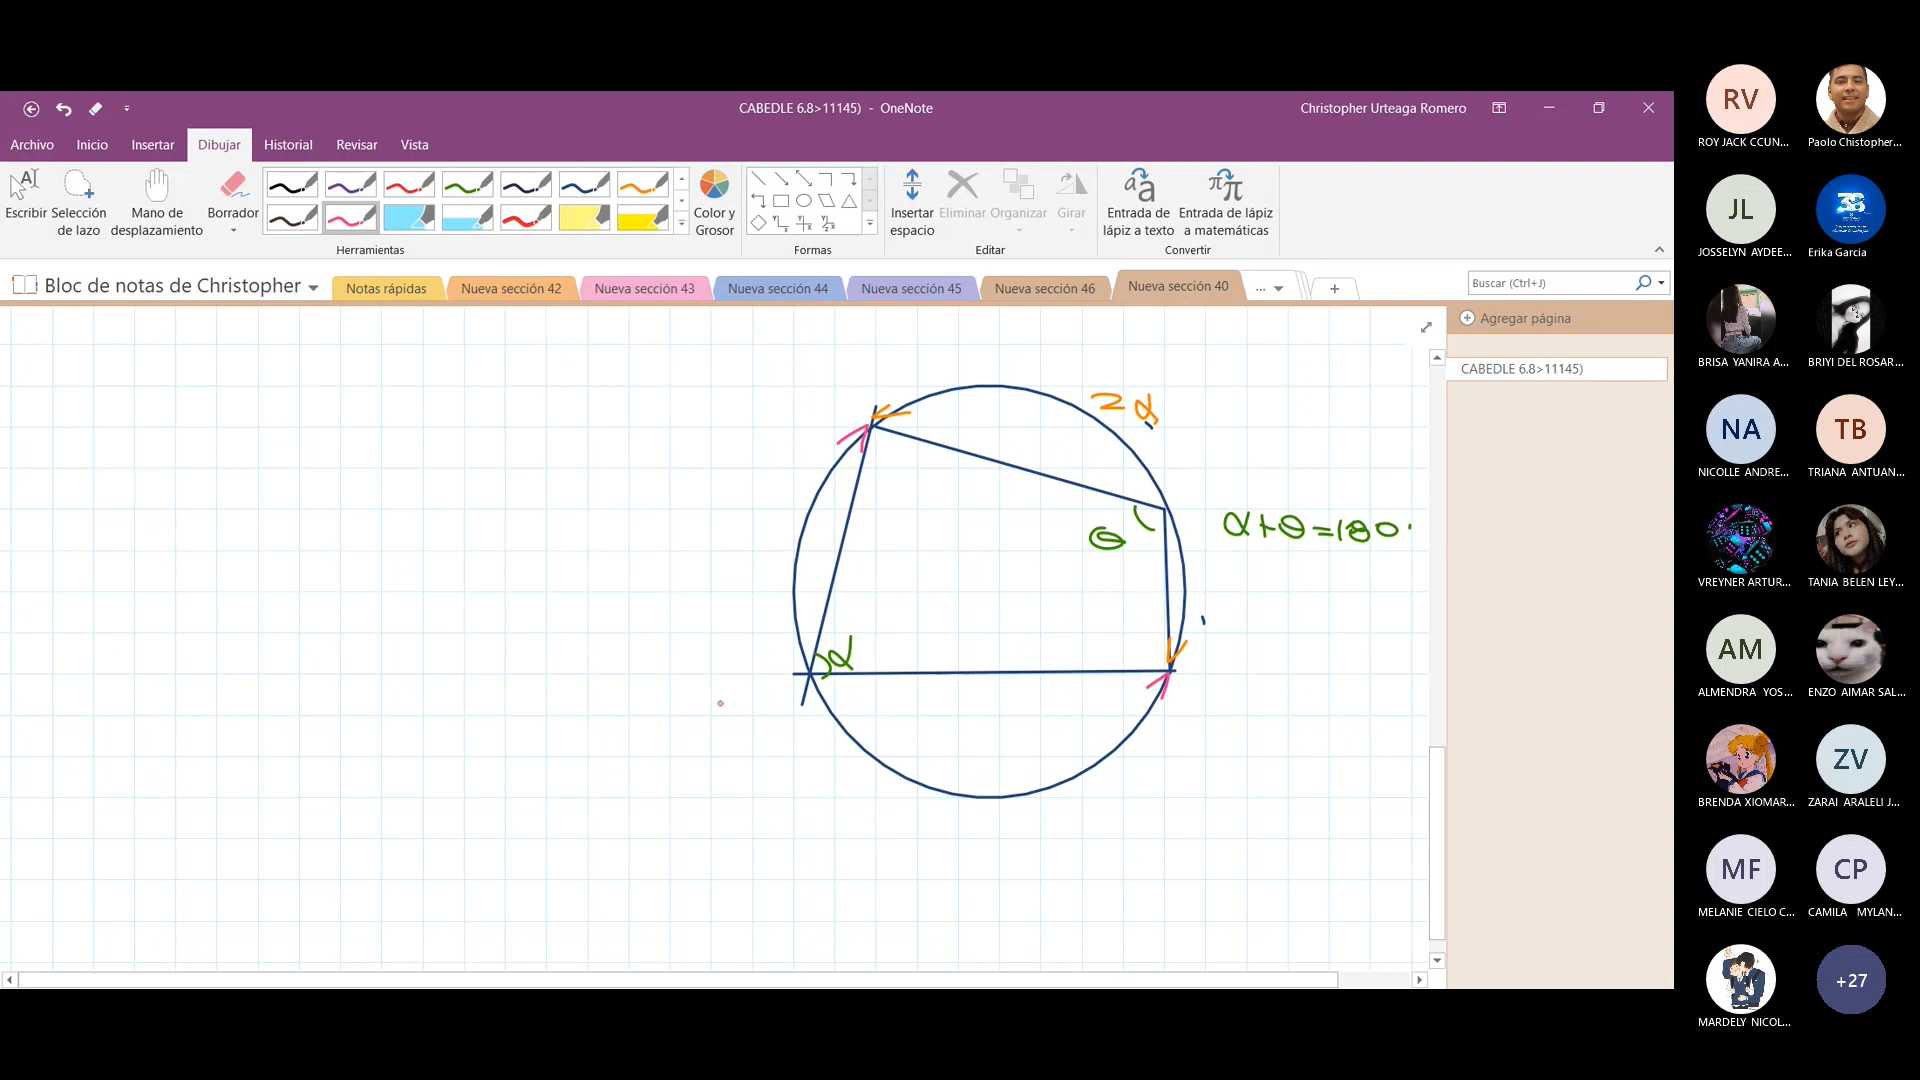 CABEDLE 6.8>11145) - OneNote
Christopher Urteaga Romero
Archivo Inicio Insertar Dibujar Historial Revisar Vista
Escribir
Selección de lazo
Mano de desplazamiento
Borrador
Herramientas
Color y Grosor
Formas
Insertar espacio
Eliminar
Organizar
Girar
Editar
Entrada de lápiz a texto
Entrada de lápiz a matemáticas
Convertir
Bloc de notas de Christopher
Notas rápidas
Nueva sección 42
Nueva sección 43
Nueva sección 44
Nueva sección 45
Nueva sección 46
Nueva sección 40
...
Buscar (Ctrl+J)
Agregar página
CABEDLE 6.8>11145)
2α
θ
α+θ=180°
α
RV
ROY JACK CCUN...
Paolo Chistopher...
JL
JOSSELYN AYDEE...
38
Erika Garcia
BRISA YANIRA A...
BRIYI DEL ROSAR...
NA
NICOLLE ANDRE...
TB
TRIANA ANTUAN...
VREYNER ARTUR...
TANIA BELEN LEY...
AM
ALMENDRA YOS...
ENZO AIMAR SAL...
BRENDA XIOMAR...
ZV
ZARAI ARALELI J...
MF
MELANIE CIELO C...
CP
CAMILA MYLAN...
MARDELY NICOL...
+27